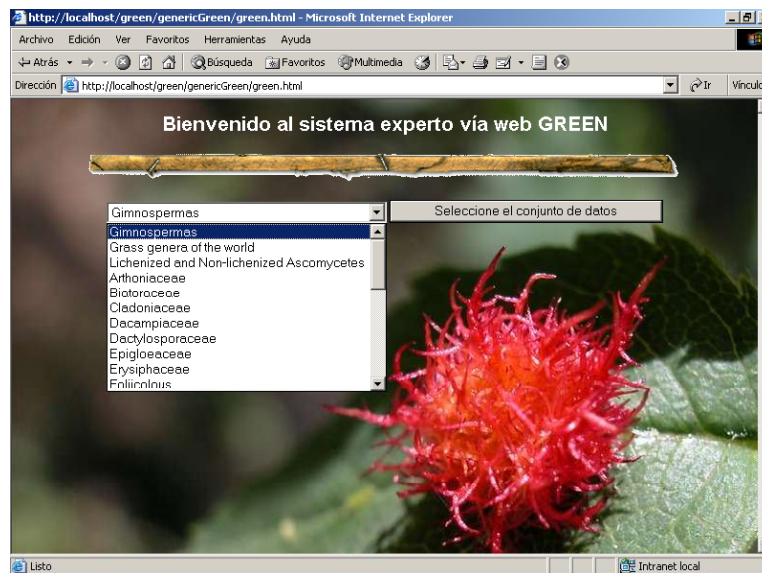 http://localhost/green/genericGreen/green.html - Microsoft Internet Explorer
Archivo Edición Ver Favoritos Herramientas Ayuda
Atrás Búsqueda Favoritos Multimedia
Dirección http://localhost/green/genericGreen/green.html Ir Vínculo
Bienvenido al sistema experto vía web GREEN
Gimnospermas Seleccione el conjunto de datos
Gimnospermas
Grass genera of the world
Lichenized and Non-lichenized Ascomycetes
Arthoniaceae
Biatoraceae
Cladoniaceae
Dacampiaceae
Dactylosporaceae
Epigloeaceae
Erysiphaceae
Foliicolous
Listo Intranet local